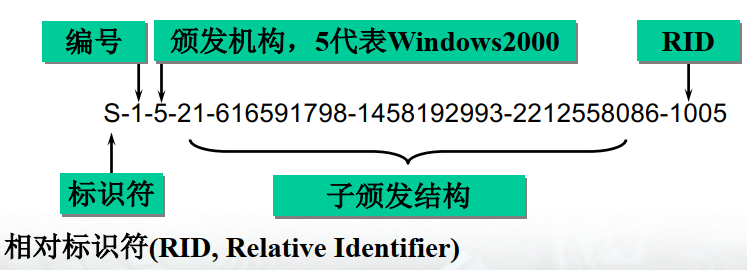 编号
颁发机构，5代表Windows2000
RID
S-1-5-21-616591798-1458192993-2212558086-1005
标识符
子颁发结构
相对标识符(RID, Relative Identifier)